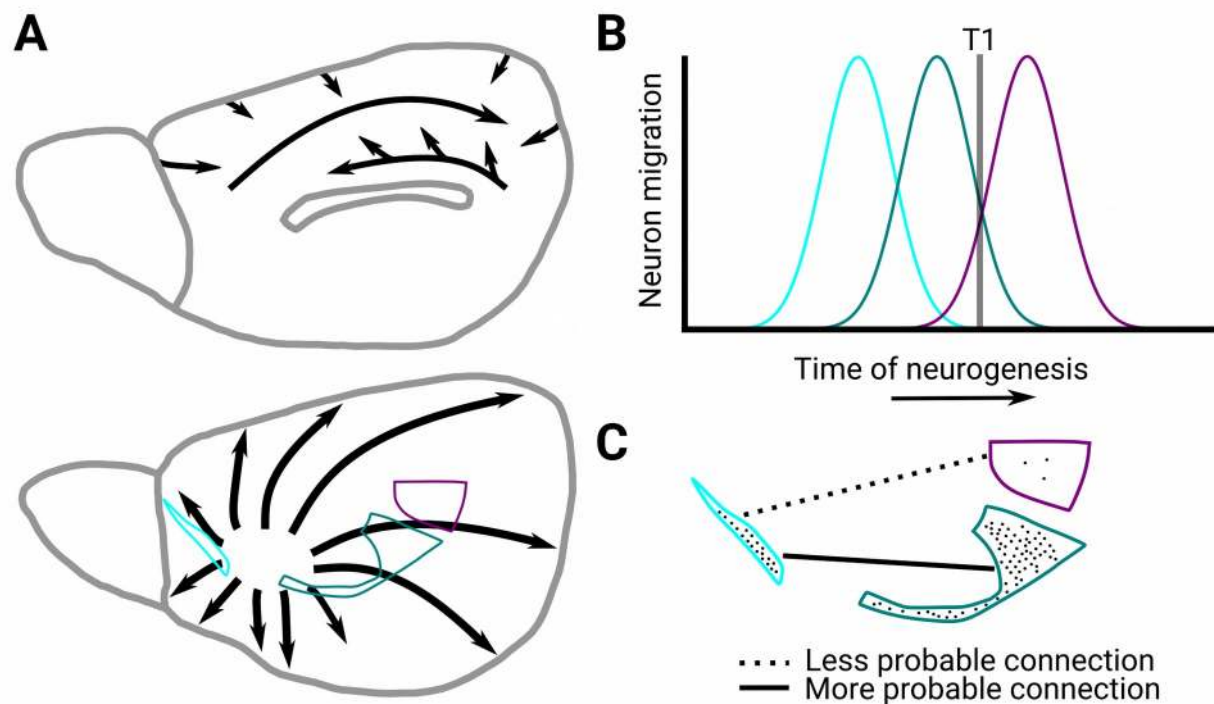 A
B
T1
Neuron migration
Time of neurogenesis
C
Less probable connection
More probable connection